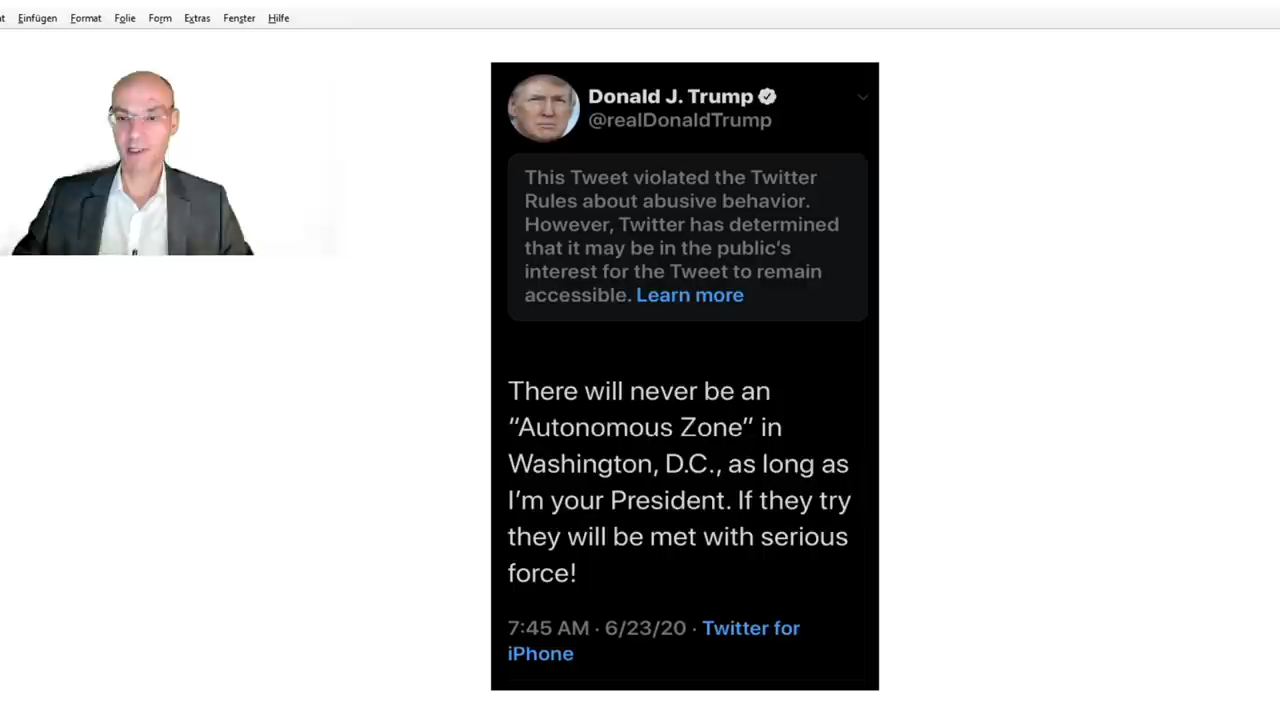 Einfügen Format Folie Form Extras Fenster Hilfe
Donald J. Trump
@realDonaldTrump
This Tweet violated the Twitter
Rules about abusive behavior.
However, Twitter has determined
that it may be in the public's
interest for the Tweet to remain
accessible. Learn more
There will never be an
“Autonomous Zone” in
Washington, D.C., as long as
I’m your President. If they try
they will be met with serious
force!
7:45 AM · 6/23/20 · Twitter for
iPhone